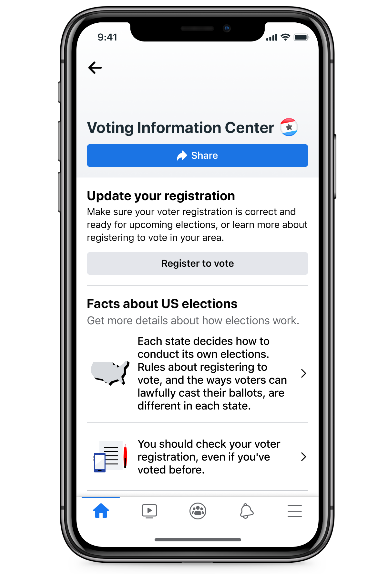 9:41
Voting Information Center
Share
Update your registration
Make sure your voter registration is correct and
ready for upcoming elections, or learn more about
registering to vote in your area.
Register to vote
Facts about US elections
Get more details about how elections work.
Each state decides how to
conduct its own elections.
Rules about registering to
vote, and the ways voters can
lawfully cast their ballots, are
different in each state.
You should check your voter
registration, even if you've
voted before.